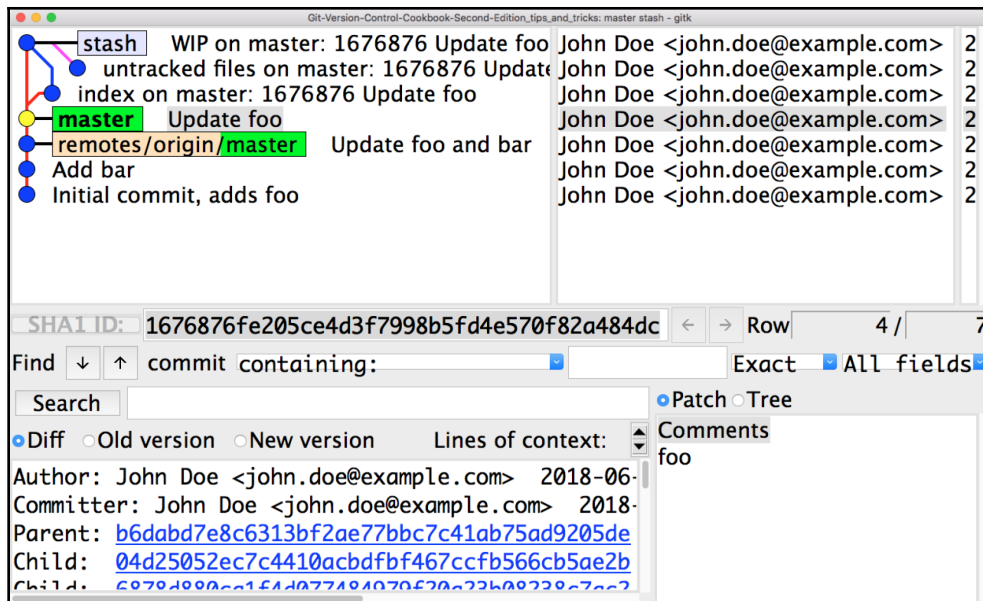 Git-Version-Control-Cookbook-Second-Edition_tips_and_tricks: master stash - gitk
stash WIP on master: 1676876 Update foo John Doe <john.doe@example.com> 2
untracked files on master: 1676876 Update John Doe <john.doe@example.com> 2
index on master: 1676876 Update foo John Doe <john.doe@example.com> 2
master Update foo John Doe <john.doe@example.com> 2
remotes/origin/master Update foo and bar John Doe <john.doe@example.com> 2
Add bar John Doe <john.doe@example.com> 2
Initial commit, adds foo John Doe <john.doe@example.com> 2
SHA1 ID: 1676876fe205ce4d3f7998b5fd4e570f82a484dc ← → Row 4 / 7
Find ↓ ↑ commit containing: Exact All fields
Search
Patch Tree
Diff Old version New version Lines of context:
Comments
foo
Author: John Doe <john.doe@example.com> 2018-06-
Committer: John Doe <john.doe@example.com> 2018-
Parent: b6dabd7e8c6313bf2ae77bbc7c41ab75ad9205de
Child: 04d25052ec7c4410acbdfbf467ccfb566cb5ae2b
Child: